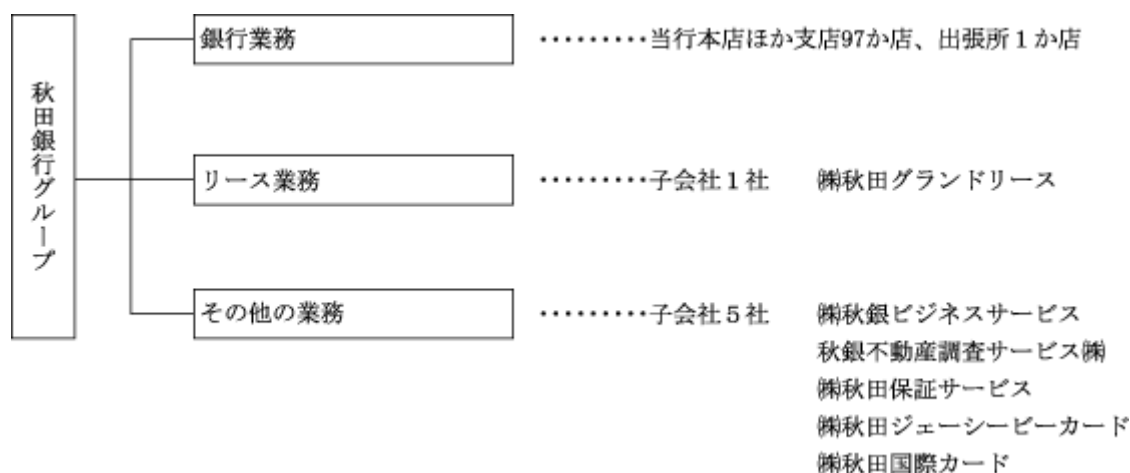 秋田銀行グループ
銀行業務 ‥‥‥‥‥当行本店ほか支店97か店、出張所１か店
リース業務 ‥‥‥‥‥子会社１社 ㈱秋田グランドリース
その他の業務 ‥‥‥‥‥子会社５社 ㈱秋銀ビジネスサービス
秋銀不動産調査サービス㈱
㈱秋田保証サービス
㈱秋田ジェーシービーカード
㈱秋田国際カード